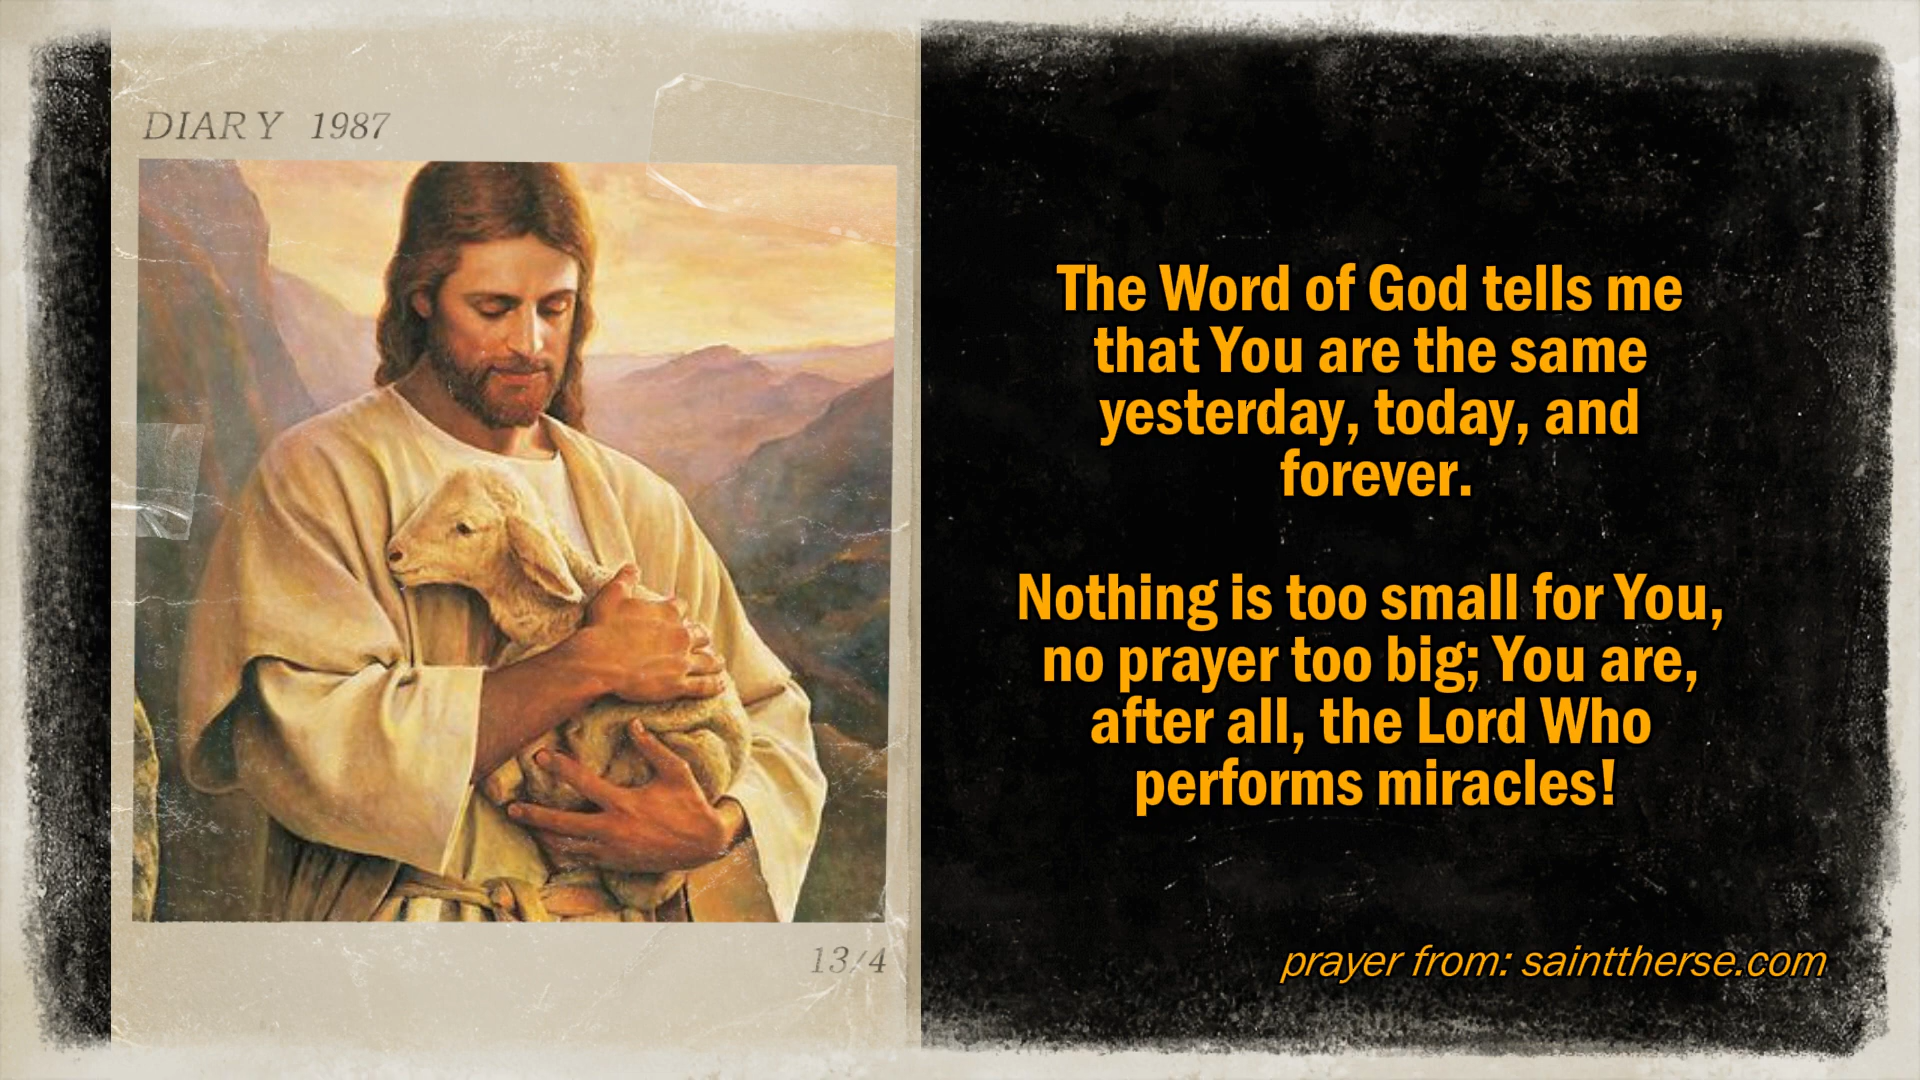 DIARY 1987
13/4
The Word of God tells me
that You are the same
yesterday, today, and
forever.
Nothing is too small for You,
no prayer too big; You are,
after all, the Lord Who
performs miracles!
prayer from: sainttherse.com